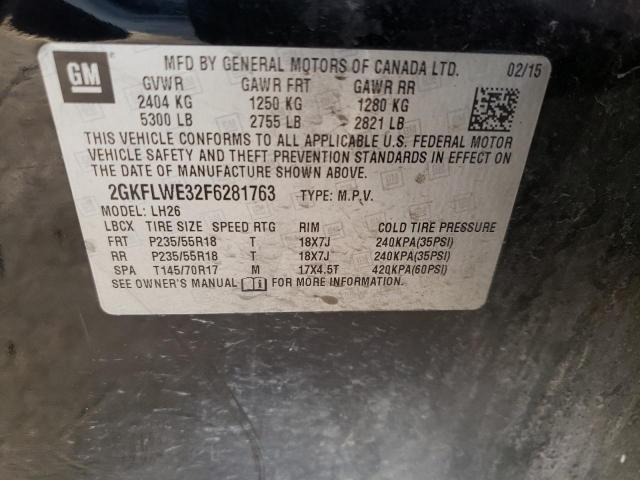 GM
MFD BY GENERAL MOTORS OF CANADA LTD. 02/15
GVWR GAWR FRT GAWR RR
2404 KG 1250 KG 1280 KG
5300 LB 2755 LB 2821 LB
THIS VEHICLE CONFORMS TO ALL APPLICABLE U.S. FEDERAL MOTOR
VEHICLE SAFETY AND THEFT PREVENTION STANDARDS IN EFFECT ON
THE DATE OF MANUFACTURE SHOWN ABOVE.
2GKFLWE32F6281763 TYPE: M.P.V.
MODEL: LH26
LBCX TIRE SIZE SPEED RTG RIM COLD TIRE PRESSURE
FRT P235/55R18 T 18X7J 240KPA(35PSI)
RR P235/55R18 T 18X7J 240KPA(35PSI)
SPA T145/70R17 M 17X4.5T 420KPA(60PSI)
SEE OWNER'S MANUAL FOR MORE INFORMATION.